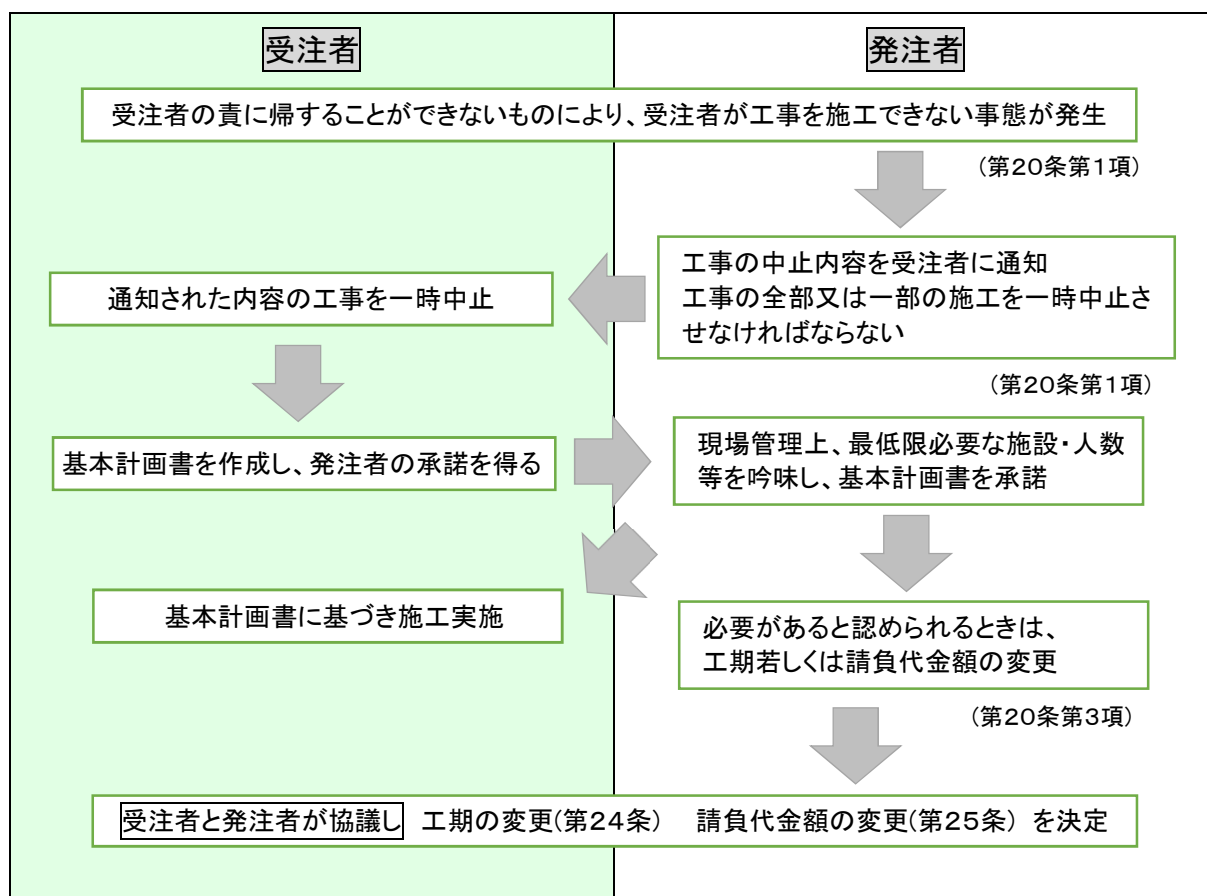 受注者
発注者
受注者の責に帰することができないものにより、受注者が工事を施工できない事態が発生
(第20条第1項)
工事の中止内容を受注者に通知
工事の全部又は一部の施工を一時中止さ
せなければならない
通知された内容の工事を一時中止
(第20条第1項)
基本計画書を作成し、発注者の承諾を得る
現場管理上、最低限必要な施設・人数
等を吟味し、基本計画書を承諾
基本計画書に基づき施工実施
必要があると認められるときは、
工期若しくは請負代金額の変更
(第20条第3項)
受注者と発注者が協議し 工期の変更(第24条) 請負代金額の変更(第25条) を決定